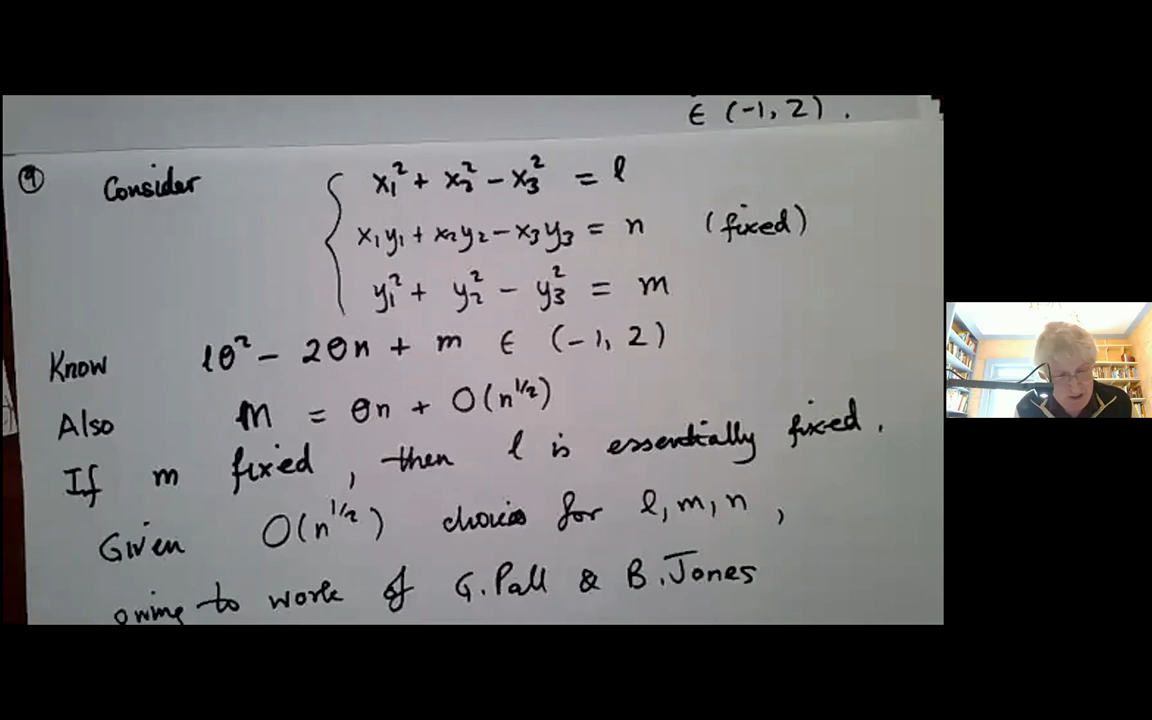 ∈ (-1, 2) .
⑨ Consider { x₁² + x₂² - x₃² = l
x₁y₁ + x₂y₂ - x₃y₃ = n (fixed)
y₁² + y₂² - y₃² = m
Know lθ² - 2θn + m ∈ (-1, 2)
Also m = θn + O(n^{1/2})
If m fixed, then l is essentially fixed.
Given O(n^{1/2}) choices for l, m, n ,
owing to work of G. Pall & B. Jones